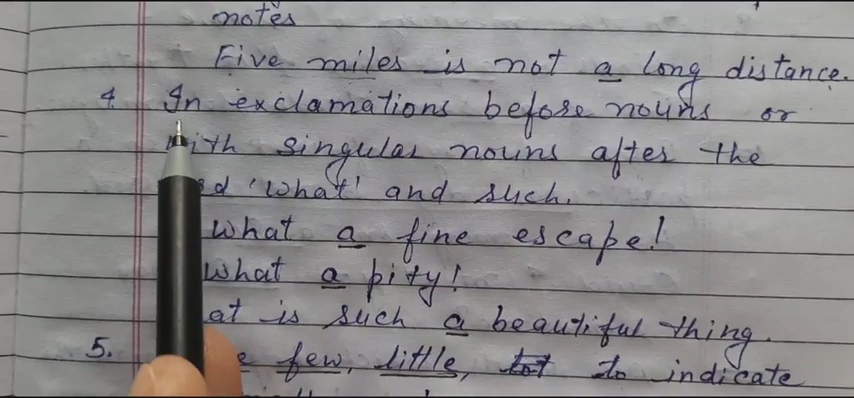 notes
Five miles is not a long distance.
4. In exclamations before nouns or
with singular nouns after the
'what' and such.
what a fine escape!
what a pity!
at is such a beautiful thing.
5. few, little, to indicate